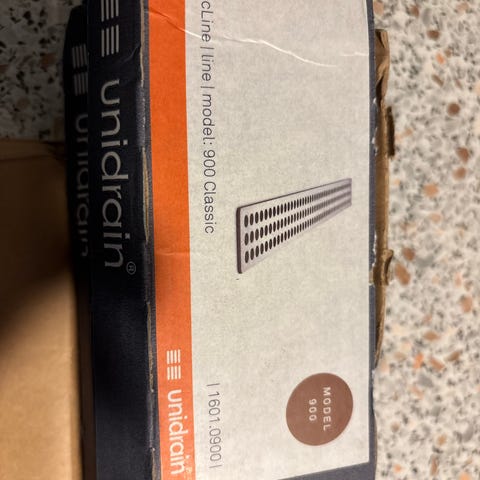 unidrain®
unidrain
cLine | line | model: 900 Classic
| 1601.0900 |
unidrain
MODEL
900